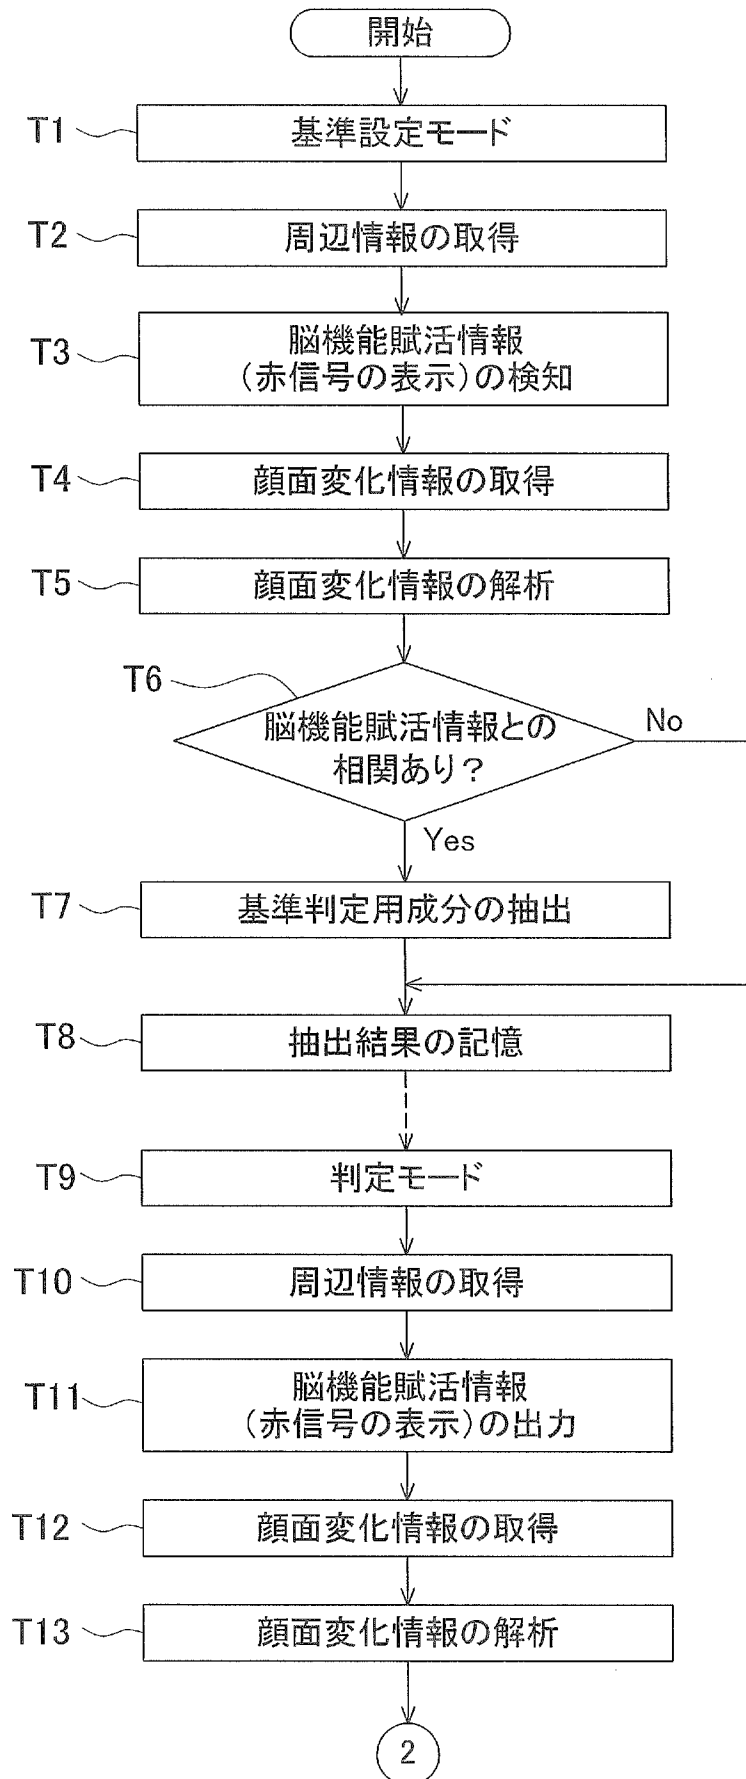 開始
T1
基準設定モード
T2
周辺情報の取得
T3
脳機能賦活情報
(赤信号の表示)の検知
T4
顔面変化情報の取得
T5
顔面変化情報の解析
T6
脳機能賦活情報との
相関あり?
No
Yes
T7
基準判定用成分の抽出
T8
抽出結果の記憶
T9
判定モード
T10
周辺情報の取得
T11
脳機能賦活情報
(赤信号の表示)の出力
T12
顔面変化情報の取得
T13
顔面変化情報の解析
2